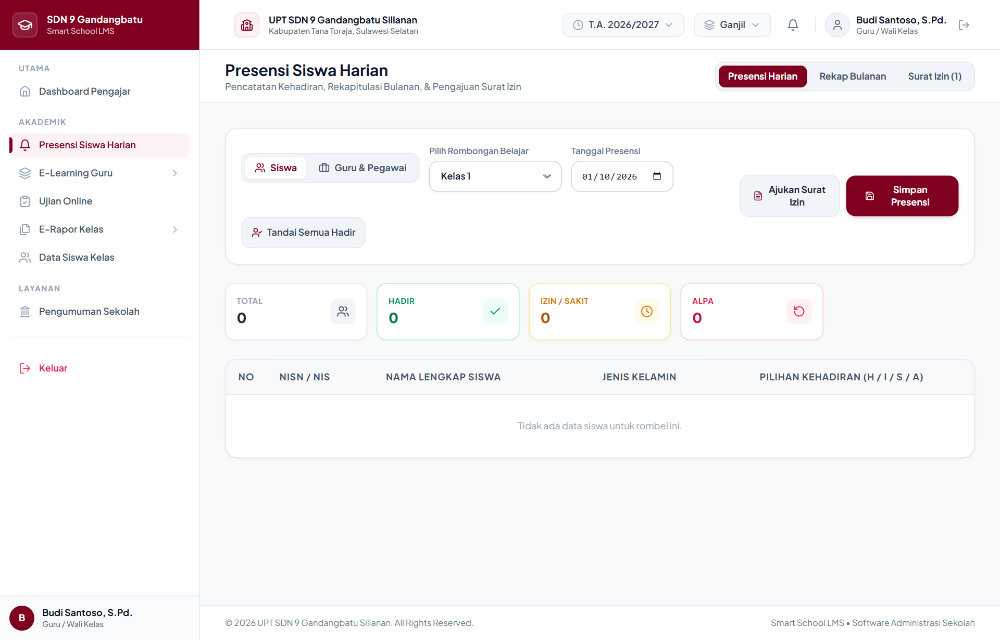 SDN 9 Gandangbatu
Smart School LMS
UPT SDN 9 Gandangbatu Sillanan
Kabupaten Tana Toraja, Sulawesi Selatan
T.A. 2026/2027
Ganjil
Budi Santoso, S.Pd.
Guru / Wali Kelas
UTAMA
Dashboard Pengajar
AKADEMIK
Presensi Siswa Harian
E-Learning Guru
Ujian Online
E-Rapor Kelas
Data Siswa Kelas
LAYANAN
Pengumuman Sekolah
Keluar
Budi Santoso, S.Pd.
Guru / Wali Kelas
B
Presensi Siswa Harian
Pencatatan Kehadiran, Rekapitulasi Bulanan, & Pengajuan Surat Izin
Presensi Harian
Rekap Bulanan
Surat Izin (1)
Siswa
Guru & Pegawai
Pilih Rombongan Belajar
Kelas 1
Tanggal Presensi
01/10/2026
Ajukan Surat
Izin
Simpan
Presensi
Tandai Semua Hadir
TOTAL
0
HADIR
0
IZIN / SAKIT
0
ALPA
0
NO
NISN / NIS
NAMA LENGKAP SISWA
JENIS KELAMIN
PILIHAN KEHADIRAN (H / I / S / A)
Tidak ada data siswa untuk rombel ini.
© 2026 UPT SDN 9 Gandangbatu Sillanan. All Rights Reserved.
Smart School LMS • Software Administrasi Sekolah